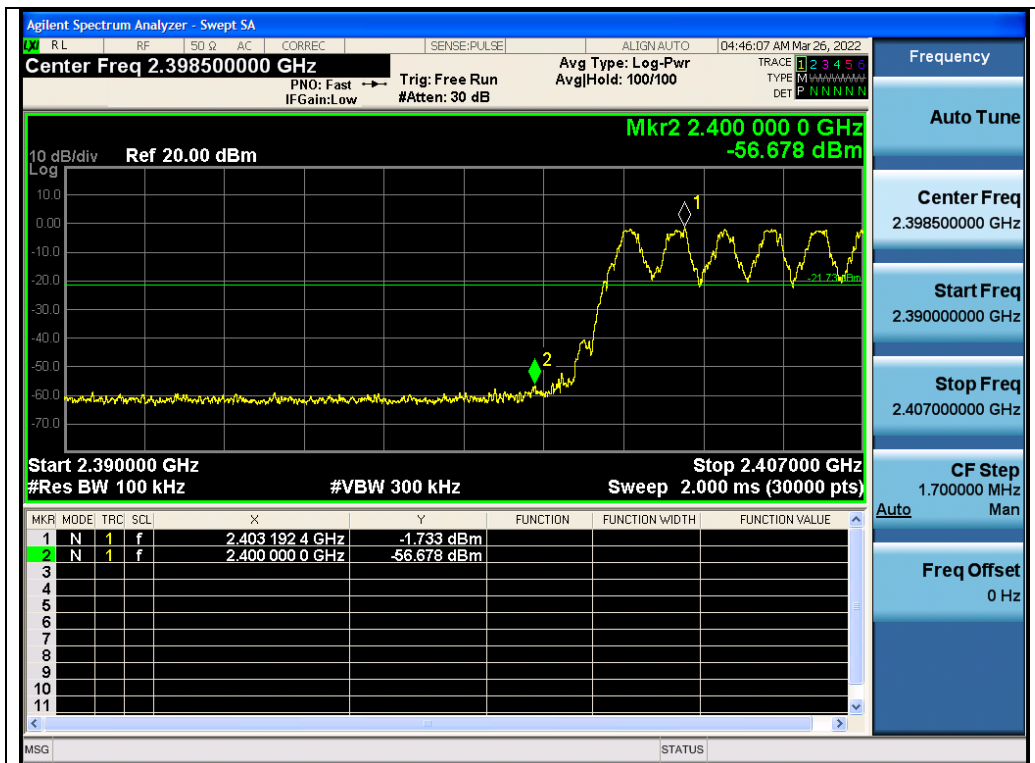 Agilent Spectrum Analyzer - Swept SA
LXI RL RF 50 Ω AC CORREC SENSE:PULSE ALIGNAUTO 04:46:07 AM Mar 26, 2022
Center Freq 2.398500000 GHz
PNO: Fast
IFGain:Low
Trig: Free Run
#Atten: 30 dB
Avg Type: Log-Pwr
Avg|Hold: 100/100
TRACE 1 2 3 4 5 6
TYPE M
DET P N N N N N
Mkr2 2.400 000 0 GHz
-56.678 dBm
10 dB/div Ref 20.00 dBm
Log
10.0
0.00
-10.0
-20.0
-30.0
-40.0
-50.0
-60.0
-70.0
1
2
-21.73 dBm
Start 2.390000 GHz Stop 2.407000 GHz
#Res BW 100 kHz #VBW 300 kHz Sweep 2.000 ms (30000 pts)
MKR MODE TRC SCL X Y FUNCTION FUNCTION WIDTH FUNCTION VALUE
1 N 1 f 2.403 192 4 GHz -1.733 dBm
2 N 1 f 2.400 000 0 GHz -56.678 dBm
3
4
5
6
7
8
9
10
11
MSG STATUS
Frequency
Auto Tune
Center Freq
2.398500000 GHz
Start Freq
2.390000000 GHz
Stop Freq
2.407000000 GHz
CF Step
1.700000 MHz
Auto Man
Freq Offset
0 Hz